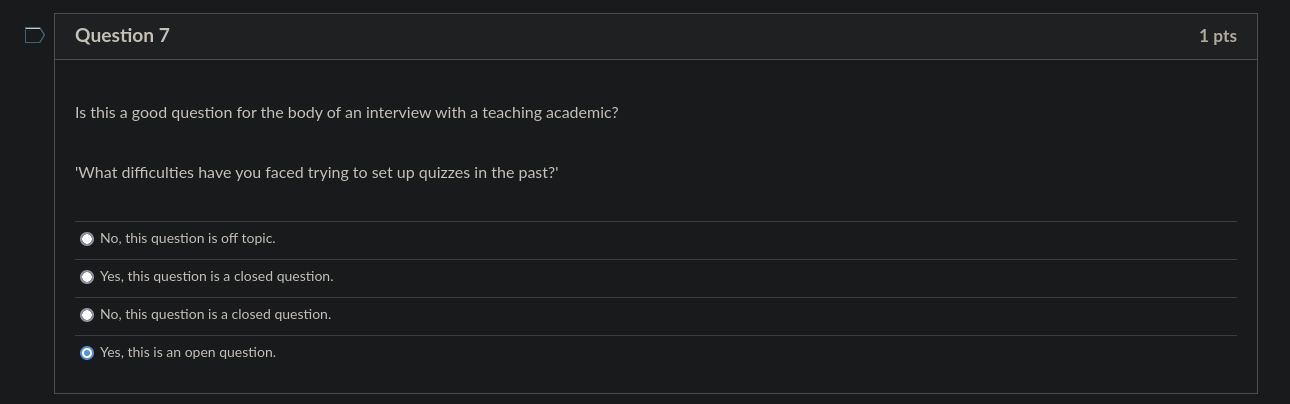 Question 7
1 pts
Is this a good question for the body of an interview with a teaching academic?
'What difficulties have you faced trying to set up quizzes in the past?'
No, this question is off topic.
Yes, this question is a closed question.
No, this question is a closed question.
Yes, this is an open question.